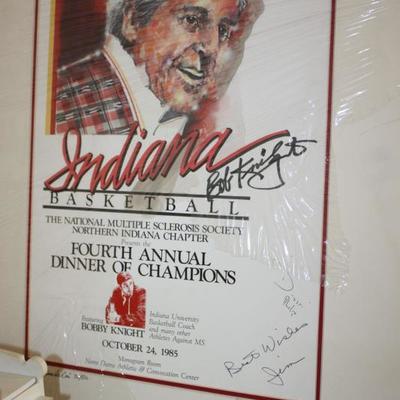 Indiana
Bob Knight
BASKETBALL
THE NATIONAL MULTIPLE SCLEROSIS SOCIETY
NORTHERN INDIANA CHAPTER
Presents the
FOURTH ANNUAL
DINNER OF CHAMPIONS
Featuring
BOBBY KNIGHT
Indiana University
Basketball Coach
and many other
Athletes Against MS
OCTOBER 24, 1985
Monogram Room
Notre Dame Athletic & Convocation Center
Best Wishes